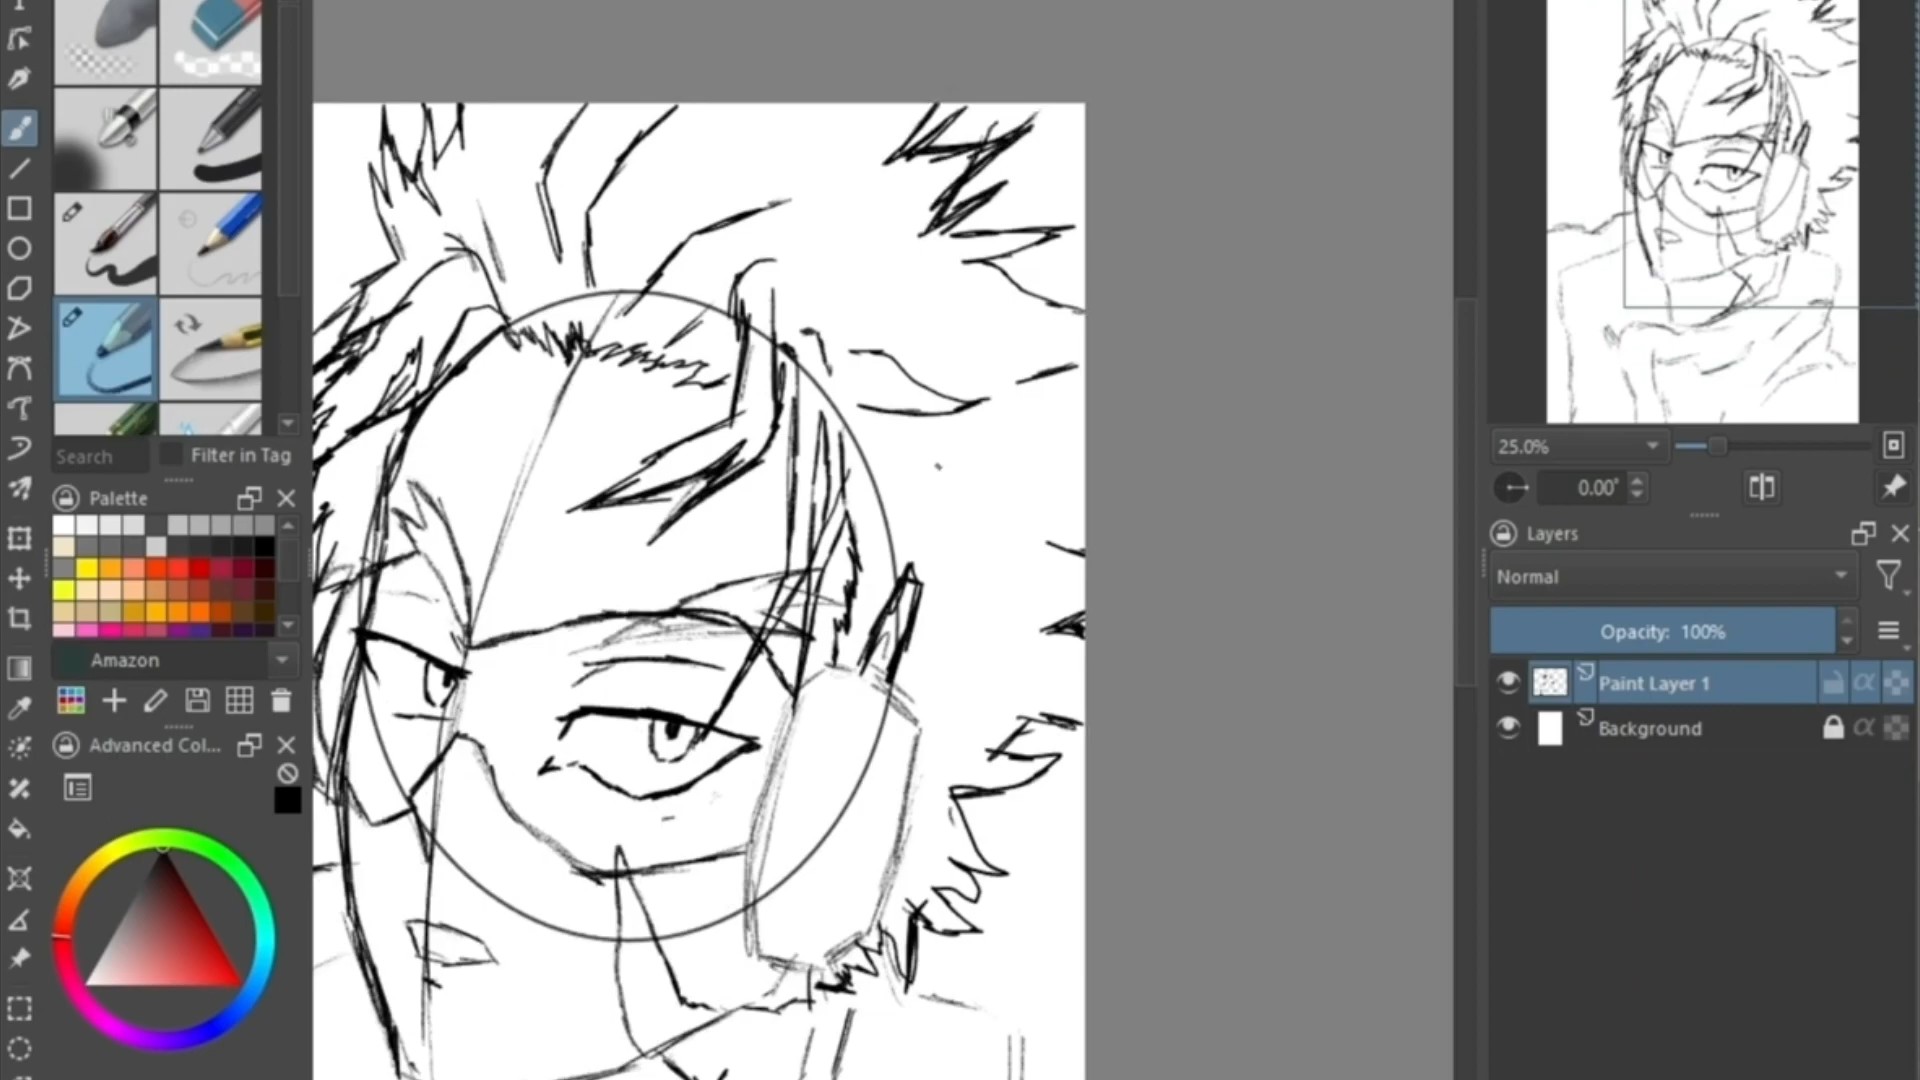 Search
Filter in Tag
Palette
Amazon
Advanced Col...
25.0%
0.00°
Layers
Normal
Opacity: 100%
Paint Layer 1
Background